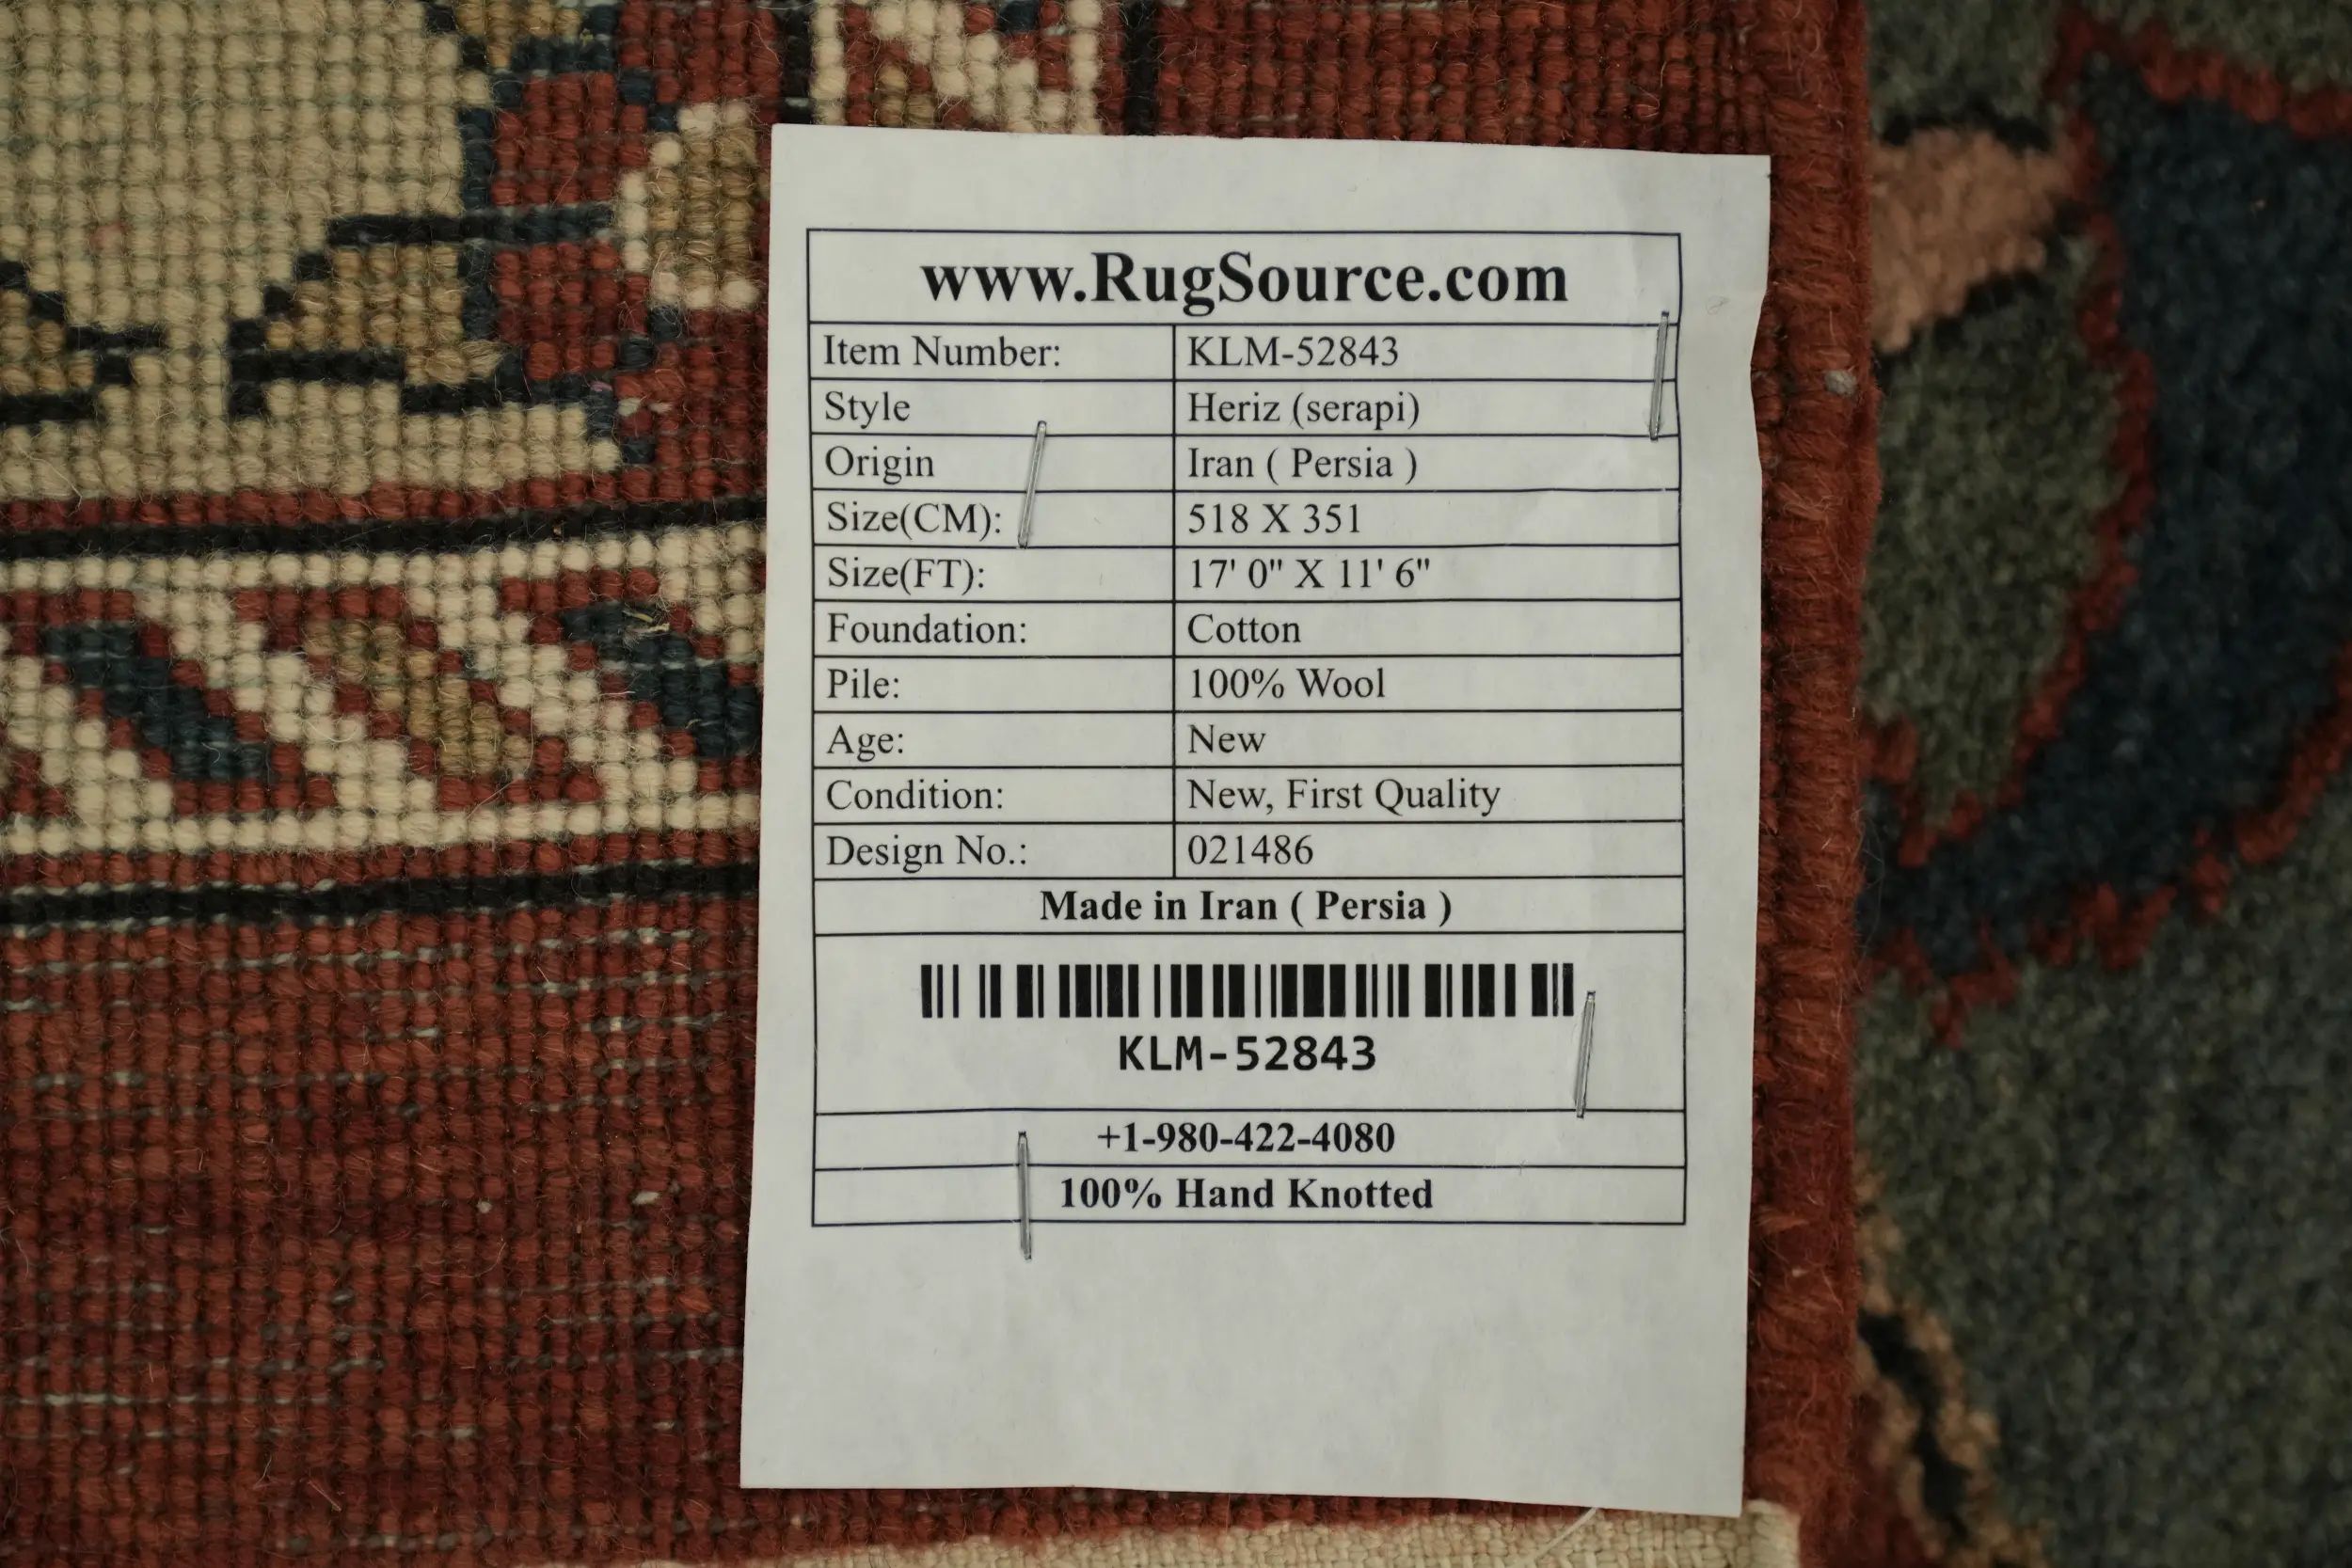 www.RugSource.com
Item Number: KLM-52843
Style Heriz (serapi)
Origin Iran ( Persia )
Size(CM): 518 X 351
Size(FT): 17' 0" X 11' 6"
Foundation: Cotton
Pile: 100% Wool
Age: New
Condition: New, First Quality
Design No.: 021486
Made in Iran ( Persia )
KLM-52843
+1-980-422-4080
100% Hand Knotted